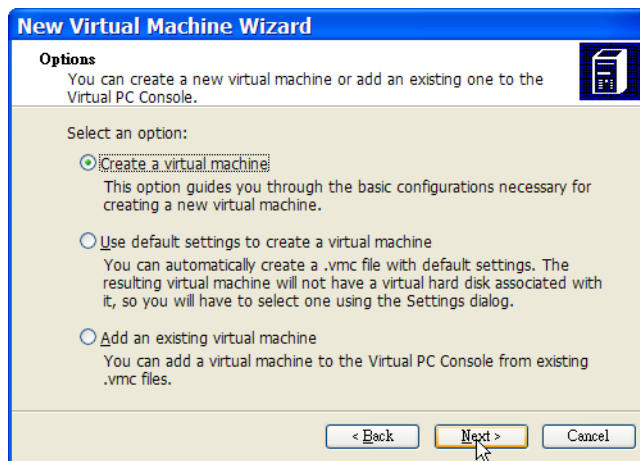 New Virtual Machine Wizard
Options
You can create a new virtual machine or add an existing one to the
Virtual PC Console.
Select an option:
Create a virtual machine
This option guides you through the basic configurations necessary for
creating a new virtual machine.
Use default settings to create a virtual machine
You can automatically create a .vmc file with default settings. The
resulting virtual machine will not have a virtual hard disk associated with
it, so you will have to select one using the Settings dialog.
Add an existing virtual machine
You can add a virtual machine to the Virtual PC Console from existing
.vmc files.
< Back Next > Cancel